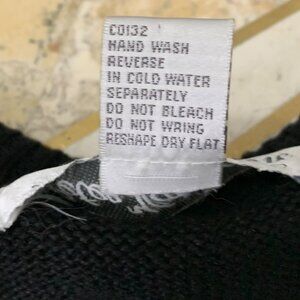 C0132
HAND WASH
REVERSE
IN COLD WATER
SEPARATELY
DO NOT BLEACH
DO NOT WRING
RESHAPE DRY FLAT